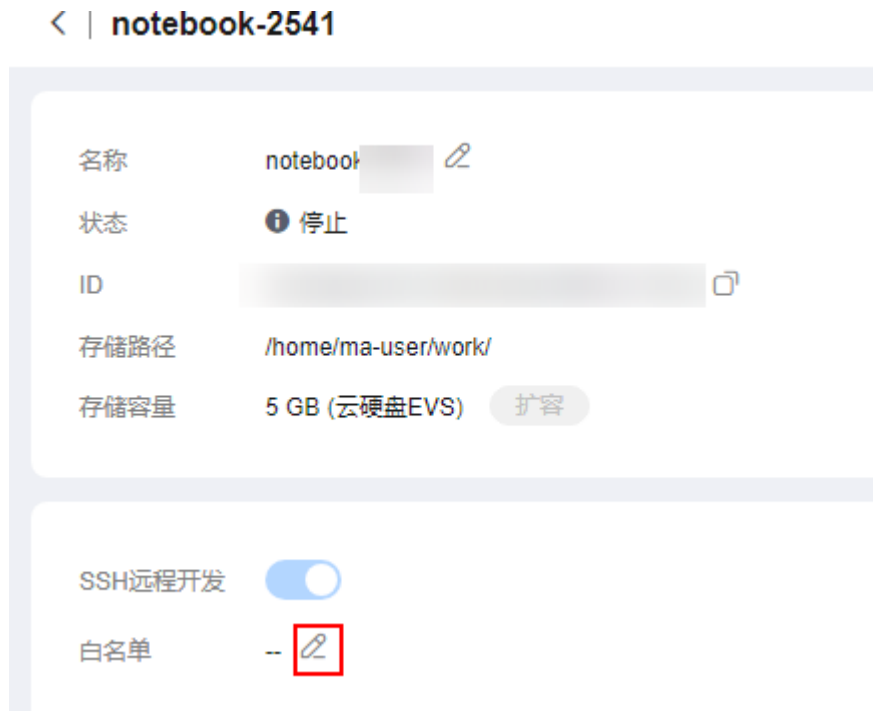 < | notebook-2541
名称 notebook
状态 停止
ID
存储路径 /home/ma-user/work/
存储容量 5 GB (云硬盘EVS) 扩容
SSH远程开发
白名单 --